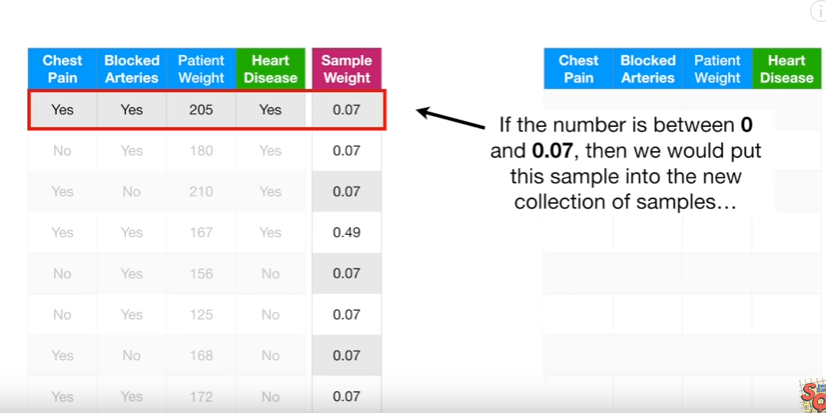 Chest Pain Blocked Arteries Patient Weight Heart Disease Sample Weight
Yes Yes 205 Yes 0.07
No Yes 180 Yes 0.07
Yes No 210 Yes 0.07
Yes Yes 167 Yes 0.49
No Yes 156 No 0.07
No Yes 125 No 0.07
Yes No 168 No 0.07
Yes Yes 172 No 0.07
Chest Pain Blocked Arteries Patient Weight Heart Disease
If the number is between 0
and 0.07, then we would put
this sample into the new
collection of samples…